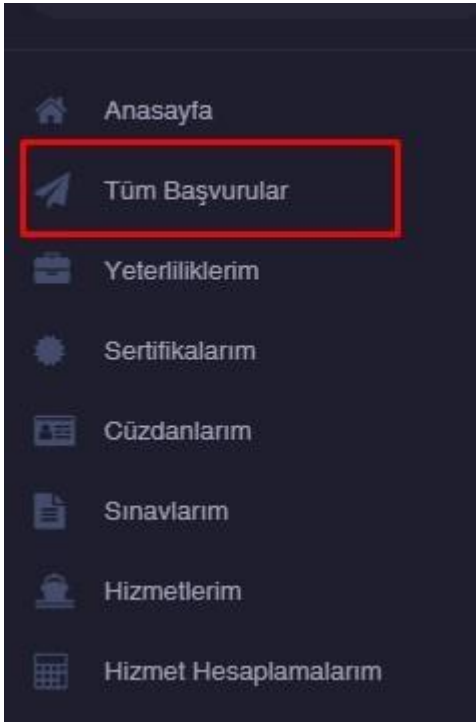 Anasayfa
Tüm Başvurular
Yeterliliklerim
Sertifikalarım
Cüzdanlarım
Sınavlarım
Hizmetlerim
Hizmet Hesaplamalarım